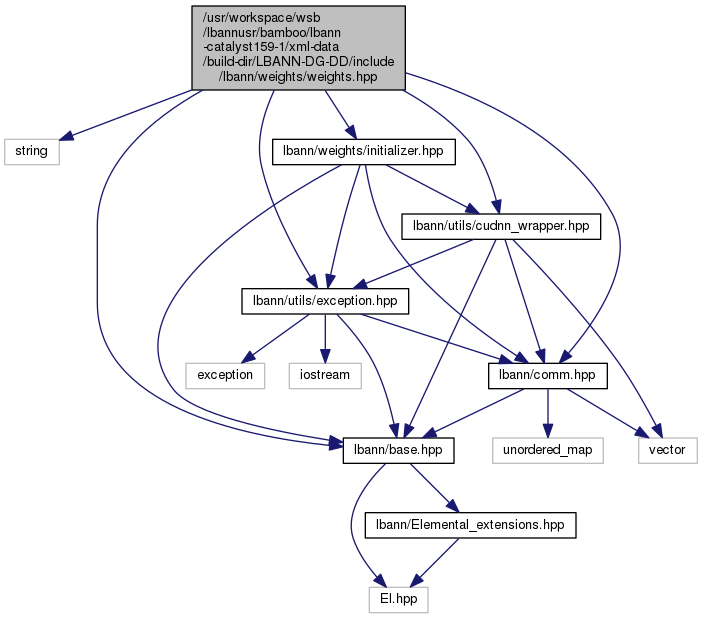 /usr/workspace/wsb
/lbannusr/bamboo/lbann
-catalyst159-1/xml-data
/build-dir/LBANN-DG-DD/include
/lbann/weights/weights.hpp
string
lbann/weights/initializer.hpp
lbann/utils/cudnn_wrapper.hpp
lbann/utils/exception.hpp
exception
iostream
lbann/comm.hpp
lbann/base.hpp
unordered_map
vector
lbann/Elemental_extensions.hpp
El.hpp